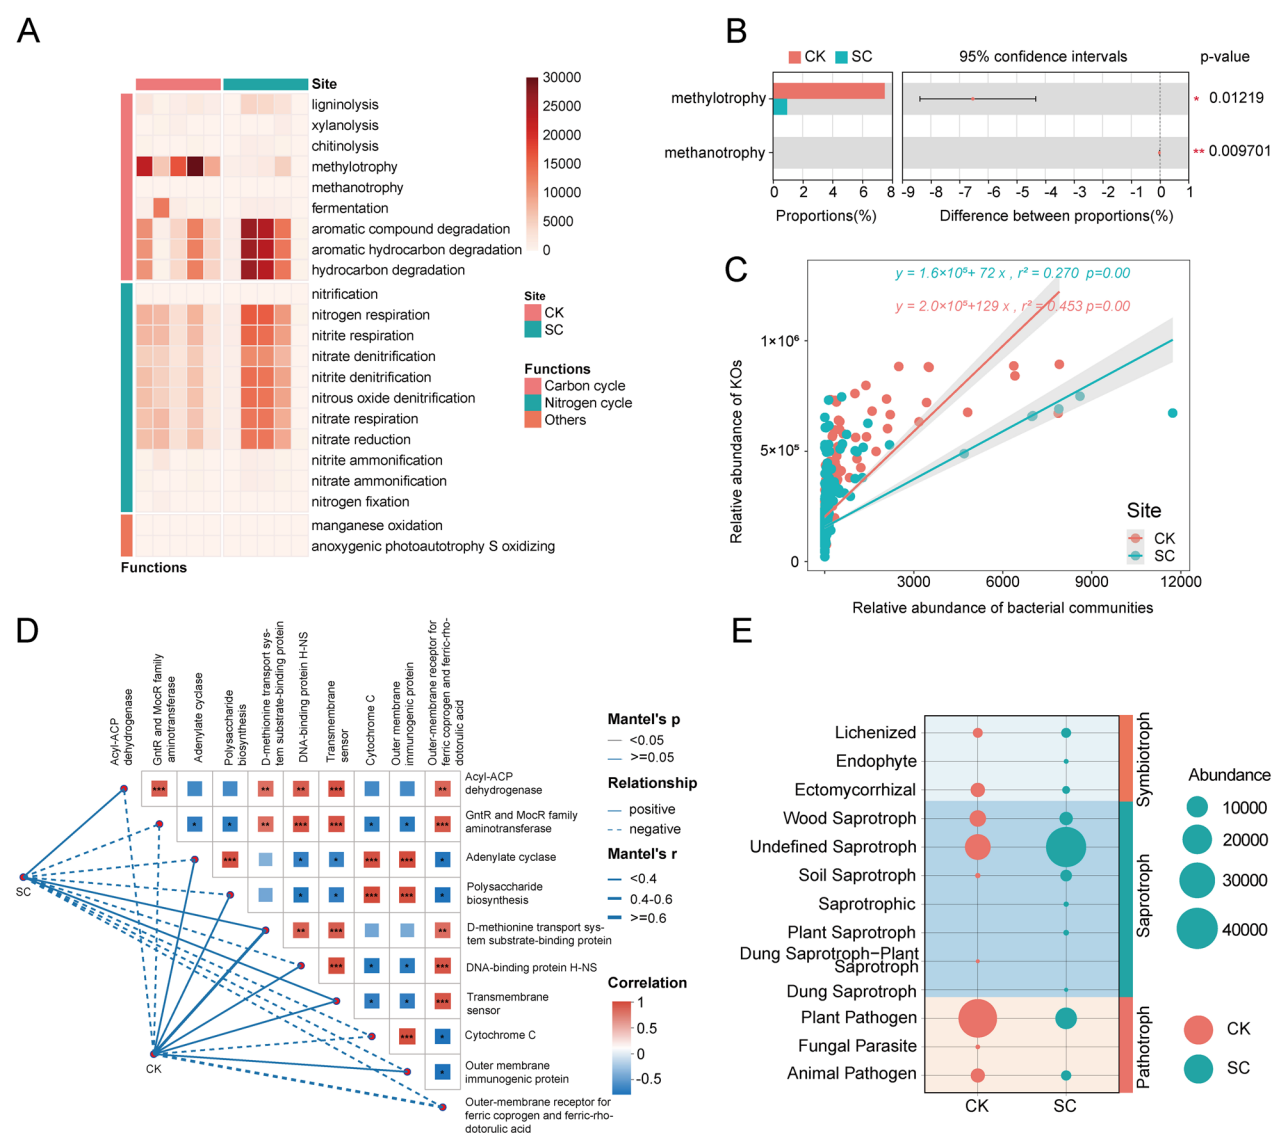 A
Site
ligninolysis
xylanolysis
chitinolysis
methylotrophy
methanotrophy
fermentation
aromatic compound degradation
aromatic hydrocarbon degradation
hydrocarbon degradation
nitrification
nitrogen respiration
nitrite respiration
nitrate denitrification
nitrite denitrification
nitrous oxide denitrification
nitrate respiration
nitrate reduction
nitrite ammonification
nitrate ammonification
nitrogen fixation
manganese oxidation
anoxygenic photoautotrophy S oxidizing
Functions
30000
25000
20000
15000
10000
5000
0
Site
CK
SC
Functions
Carbon cycle
Nitrogen cycle
Others
B
CK SC
95% confidence intervals
p-value
methylotrophy
* 0.01219
methanotrophy
** 0.009701
0 2 4 6 8
-9 -8 -7 -6 -5 -4 -3 -2 -1 0 1
Proportions(%)
Difference between proportions(%)
C
y = 1.6×10⁵+ 72 x , r² = 0.270 p=0.00
y = 2.0×10⁵+129 x , r² = 0.453 p=0.00
1×10⁶
5×10⁵
0
Relative abundance of KOs
Site
CK
SC
3000 6000 9000 12000
Relative abundance of bacterial communities
D
Acyl-ACP
dehydrogenase
GntR and MocR family
aminotransferase
Adenylate cyclase
Polysaccharide
biosynthesis
D-methionine transport sys-
tem substrate-binding protein
DNA-binding protein H-NS
Transmembrane
sensor
Cytochrome C
Outer membrane
immunogenic protein
Outer-membrane receptor for
ferric coprogen and ferric-rho-
dotorulic acid
*** ** ** *** **
* * ** *** *** * * ***
*** * * *** *** *
* * *** *** *
** *** **
*** * * ***
* * ***
*** *
*
Acyl-ACP
dehydrogenase
GntR and MocR family
aminotransferase
Adenylate cyclase
Polysaccharide
biosynthesis
D-methionine transport sys-
tem substrate-binding protein
DNA-binding protein H-NS
Transmembrane
sensor
Cytochrome C
Outer membrane
immunogenic protein
Outer-membrane receptor for
ferric coprogen and ferric-rho-
dotorulic acid
SC
CK
Mantel's p
<0.05
>=0.05
Relationship
positive
negative
Mantel's r
<0.4
0.4-0.6
>=0.6
Correlation
1
0.5
0
-0.5
E
Lichenized
Endophyte
Ectomycorrhizal
Wood Saprotroph
Undefined Saprotroph
Soil Saprotroph
Saprotrophic
Plant Saprotroph
Dung Saprotroph−Plant
Saprotroph
Dung Saprotroph
Plant Pathogen
Fungal Parasite
Animal Pathogen
CK SC
Symbiotroph
Saprotroph
Pathotroph
Abundance
10000
20000
30000
40000
CK
SC